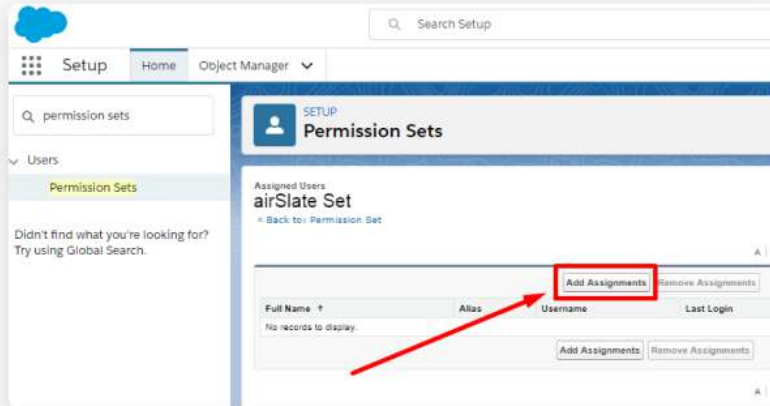 Search Setup
Setup Home Object Manager
permission sets
Users
Permission Sets
Didn't find what you're looking for?
Try using Global Search.
SETUP
Permission Sets
Assigned Users
airSlate Set
< Back to: Permission Set
A |
Add Assignments Remove Assignments
Full Name ↑ Alias Username Last Login
No records to display.
Add Assignments Remove Assignments
A |